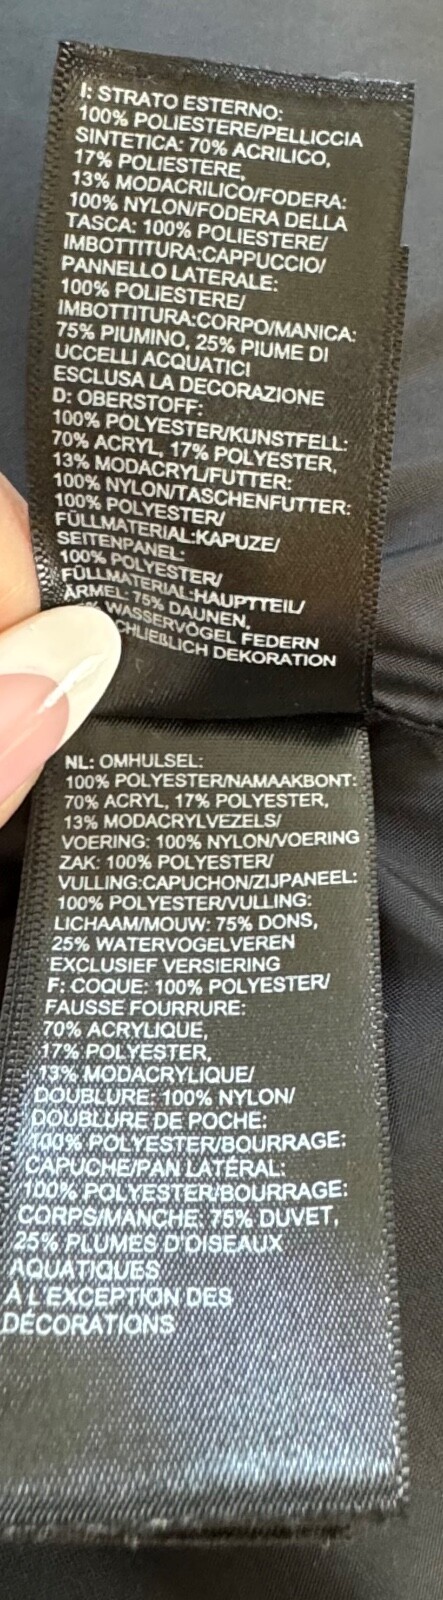 I: STRATO ESTERNO:
100% POLIESTERE/PELLICCIA
SINTETICA: 70% ACRILICO,
17% POLIESTERE,
13% MODACRILICO/FODERA:
100% NYLON/FODERA DELLA
TASCA: 100% POLIESTERE/
IMBOTTITURA:CAPPUCCIO/
PANNELLO LATERALE:
100% POLIESTERE/
IMBOTTITURA:CORPO/MANICA:
75% PIUMINO, 25% PIUME DI
UCCELLI ACQUATICI
ESCLUSA LA DECORAZIONE
D: OBERSTOFF:
100% POLYESTER/KUNSTFELL:
70% ACRYL, 17% POLYESTER,
13% MODACRYL/FUTTER:
100% NYLON/TASCHENFUTTER:
100% POLYESTER/
FÜLLMATERIAL:KAPUZE/
SEITENPANEL:
100% POLYESTER/
FÜLLMATERIAL:HAUPTTEIL/
ÄRMEL: 75% DAUNEN,
% WASSERVÖGEL FEDERN
CHLIEßLICH DEKORATION
NL: OMHULSEL:
100% POLYESTER/NAMAAKBONT:
70% ACRYL, 17% POLYESTER,
13% MODACRYLVEZELS/
VOERING: 100% NYLON/VOERING
ZAK: 100% POLYESTER/
VULLING:CAPUCHON/ZIJPANEEL:
100% POLYESTER/VULLING:
LICHAAM/MOUW: 75% DONS,
25% WATERVOGELVEREN
EXCLUSIEF VERSIERING
F: COQUE: 100% POLYESTER/
FAUSSE FOURRURE:
70% ACRYLIQUE,
17% POLYESTER,
13% MODACRYLIQUE/
DOUBLURE: 100% NYLON/
DOUBLURE DE POCHE:
100% POLYESTER/BOURRAGE:
CAPUCHE/PAN LATÉRAL:
100% POLYESTER/BOURRAGE:
CORPS/MANCHE: 75% DUVET,
25% PLUMES D'OISEAUX
AQUATIQUES
À L'EXCEPTION DES
DÉCORATIONS